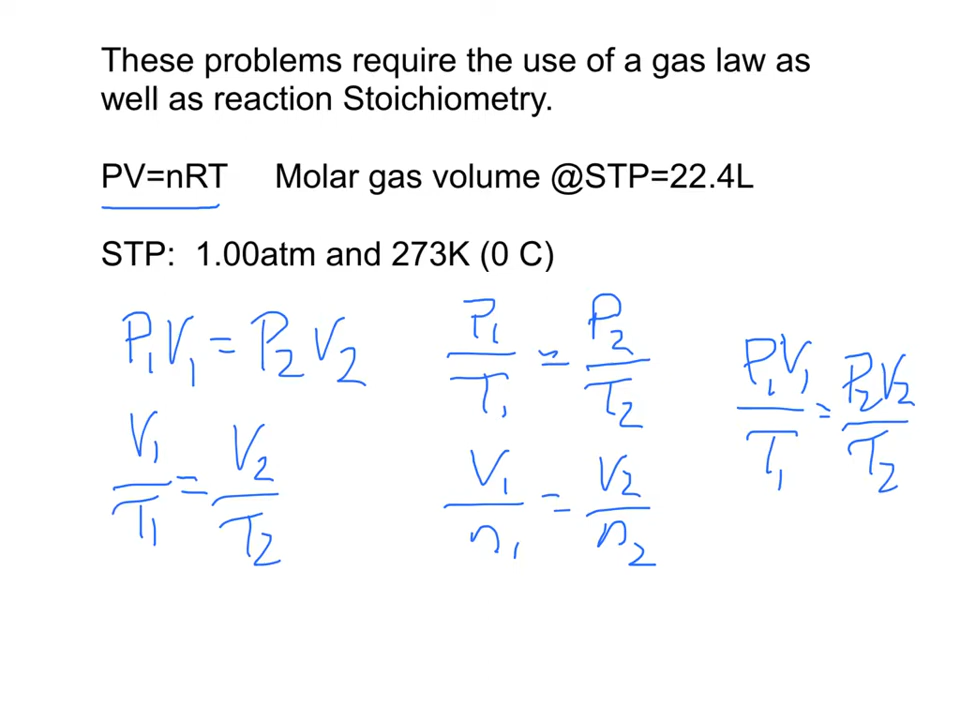 These problems require the use of a gas law as
well as reaction Stoichiometry.
PV=nRT Molar gas volume @STP=22.4L
STP: 1.00atm and 273K (0 C)
P₁V₁ = P₂V₂
P₁/T₁ = P₂/T₂
P₁V₁/T₁ = P₂V₂/T₂
V₁/T₁ = V₂/T₂
V₁/n₁ = V₂/n₂